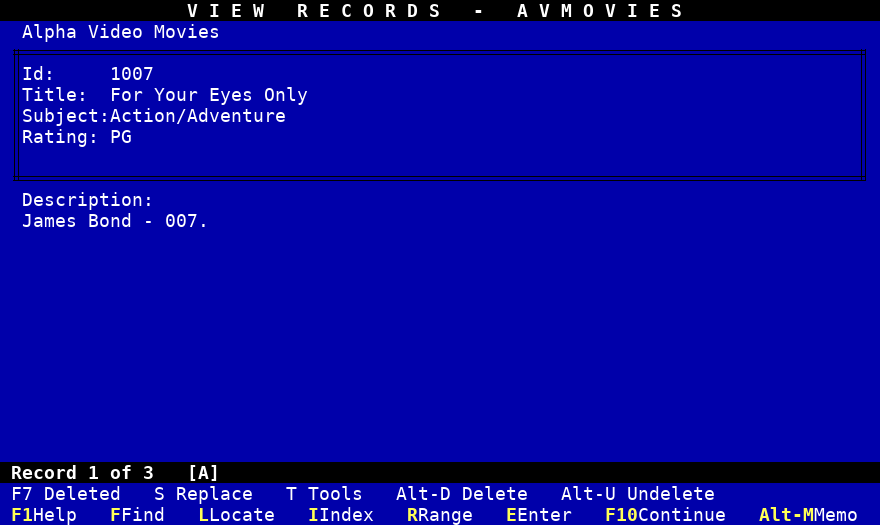 V I E W   R E C O R D S   -   A V M O V I E S
Alpha Video Movies
Id:     1007
Title:  For Your Eyes Only
Subject:Action/Adventure
Rating: PG
Description:
James Bond - 007.
Record 1 of 3   [A]
F7 Deleted   S Replace   T Tools   Alt-D Delete   Alt-U Undelete
F1Help   FFind   LLocate   IIndex   RRange   EEnter   F10Continue   Alt-MMemo